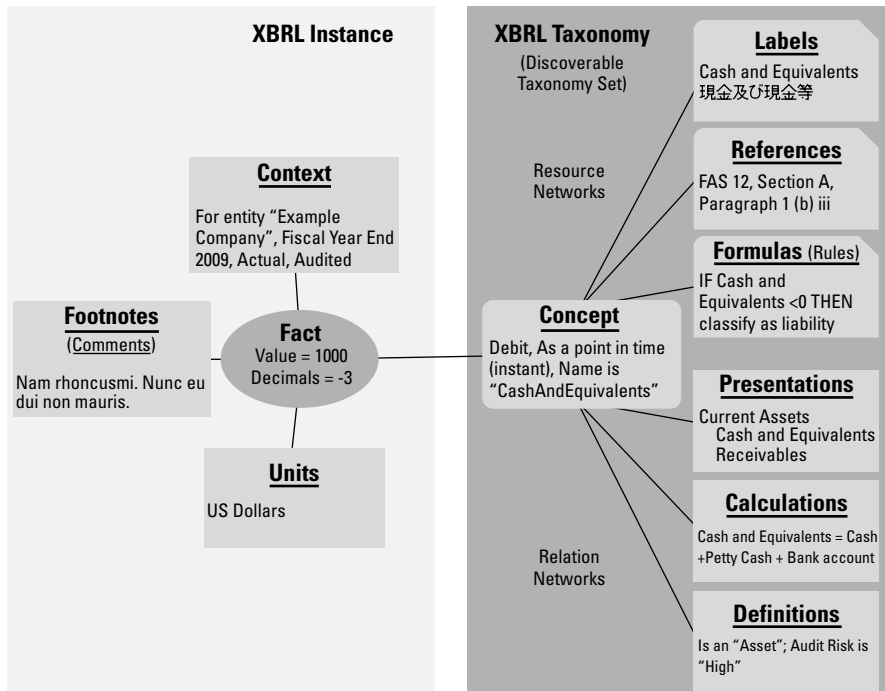 XBRL Instance
Context
For entity “Example
Company”, Fiscal Year End
2009, Actual, Audited
Footnotes
(Comments)
Nam rhoncusmi. Nunc eu
dui non mauris.
Fact
Value = 1000
Decimals = -3
Units
US Dollars
XBRL Taxonomy
(Discoverable
Taxonomy Set)
Resource
Networks
Concept
Debit, As a point in time
(instant), Name is
“CashAndEquivalents”
Relation
Networks
Labels
Cash and Equivalents
現金及び現金等
References
FAS 12, Section A,
Paragraph 1 (b) iii
Formulas (Rules)
IF Cash and
Equivalents <0 THEN
classify as liability
Presentations
Current Assets
Cash and Equivalents
Receivables
Calculations
Cash and Equivalents = Cash
+Petty Cash + Bank account
Definitions
Is an “Asset”; Audit Risk is
“High”